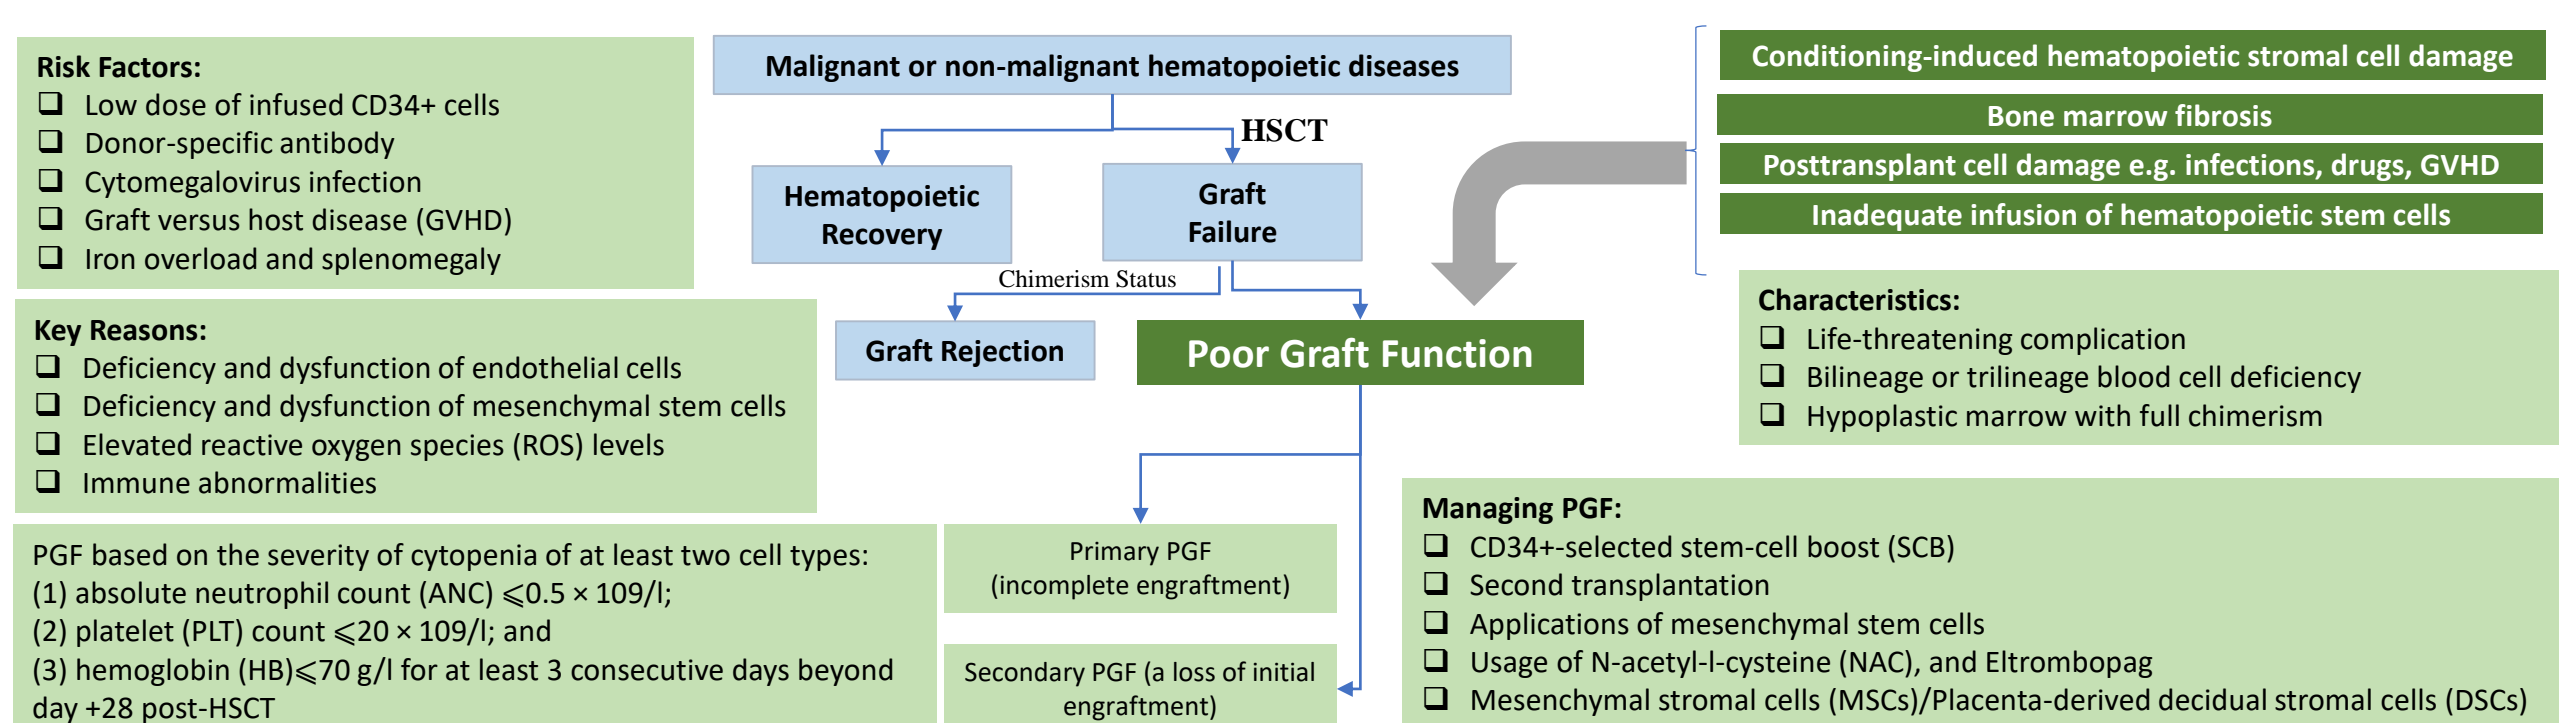 Risk Factors:
❑ Low dose of infused CD34+ cells
❑ Donor-specific antibody
❑ Cytomegalovirus infection
❑ Graft versus host disease (GVHD)
❑ Iron overload and splenomegaly
Key Reasons:
❑ Deficiency and dysfunction of endothelial cells
❑ Deficiency and dysfunction of mesenchymal stem cells
❑ Elevated reactive oxygen species (ROS) levels
❑ Immune abnormalities
PGF based on the severity of cytopenia of at least two cell types:
(1) absolute neutrophil count (ANC) ⩽0.5 × 109/l;
(2) platelet (PLT) count ⩽20 × 109/l; and
(3) hemoglobin (HB)⩽70 g/l for at least 3 consecutive days beyond
day +28 post-HSCT
Malignant or non-malignant hematopoietic diseases
HSCT
Hematopoietic
Recovery
Graft
Failure
Chimerism Status
Graft Rejection
Poor Graft Function
Primary PGF
(incomplete engraftment)
Secondary PGF (a loss of initial
engraftment)
Conditioning-induced hematopoietic stromal cell damage
Bone marrow fibrosis
Posttransplant cell damage e.g. infections, drugs, GVHD
Inadequate infusion of hematopoietic stem cells
Characteristics:
❑ Life-threatening complication
❑ Bilineage or trilineage blood cell deficiency
❑ Hypoplastic marrow with full chimerism
Managing PGF:
❑ CD34+-selected stem-cell boost (SCB)
❑ Second transplantation
❑ Applications of mesenchymal stem cells
❑ Usage of N-acetyl-l-cysteine (NAC), and Eltrombopag
❑ Mesenchymal stromal cells (MSCs)/Placenta-derived decidual stromal cells (DSCs)